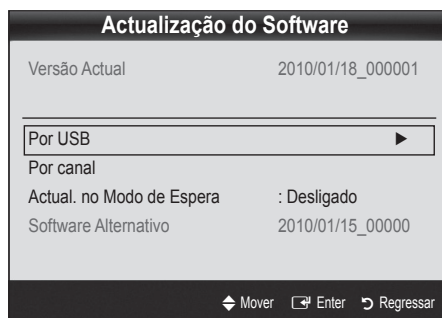 Actualização do Software
Versão Actual 2010/01/18_000001
Por USB ►
Por canal
Actual. no Modo de Espera : Desligado
Software Alternativo 2010/01/15_00000
Mover Enter Regressar